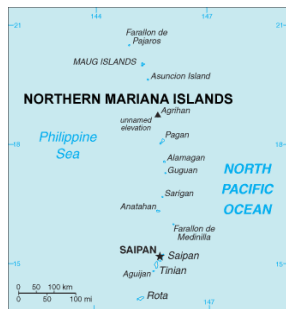 144 147
21
Farallon de
Pajaros
MAUG ISLANDS
Asuncion Island
NORTHERN MARIANA ISLANDS
Agrihan
unnamed
elevation
Philippine
Sea
Pagan
18 18
Alamagan
Guguan
NORTH
PACIFIC
OCEAN
Sarigan
Anatahan
Farallon de
Medinilla
SAIPAN Saipan
15 15
Aguijan Tinian
0 50 100 km
0 50 100 mi
Rota
147